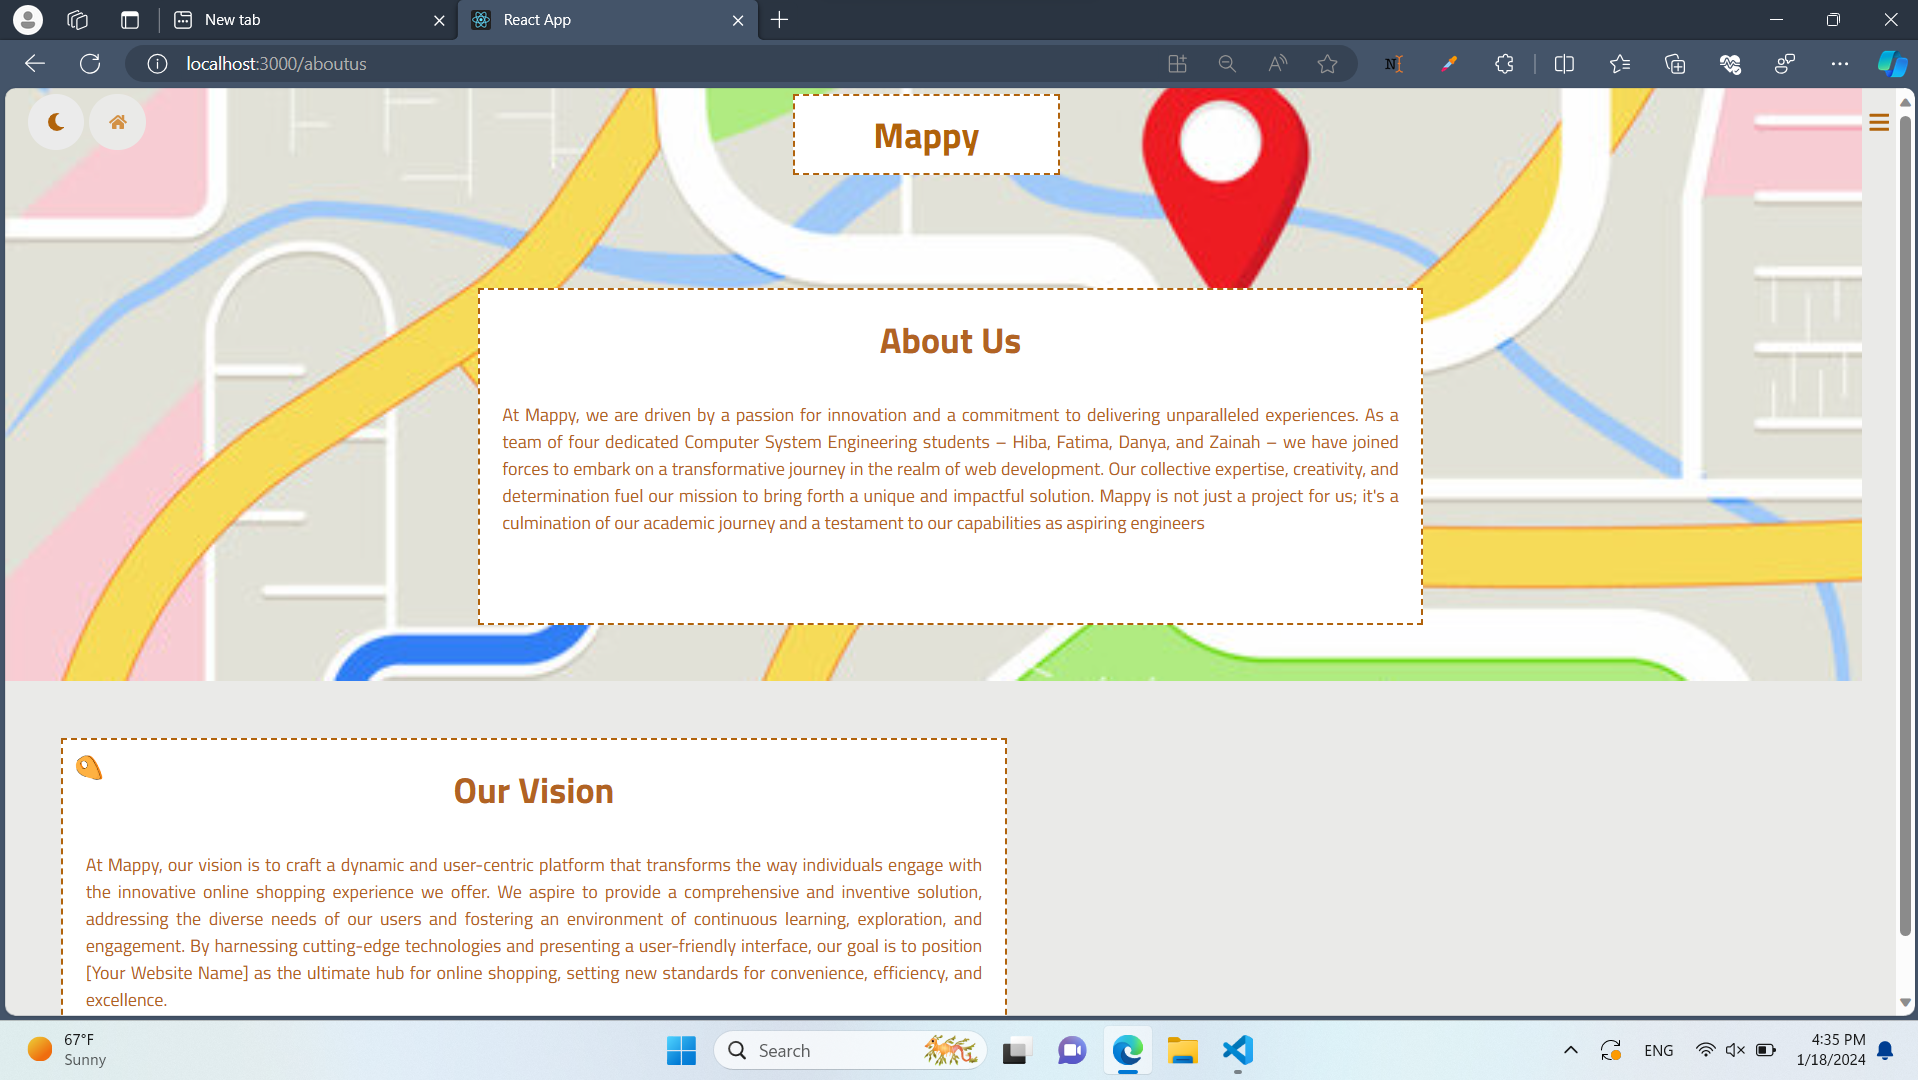 New tab
React App
localhost:3000/aboutus
Mappy
About Us
At Mappy, we are driven by a passion for innovation and a commitment to delivering unparalleled experiences. As a
team of four dedicated Computer System Engineering students – Hiba, Fatima, Danya, and Zainah – we have joined
forces to embark on a transformative journey in the realm of web development. Our collective expertise, creativity, and
determination fuel our mission to bring forth a unique and impactful solution. Mappy is not just a project for us; it's a
culmination of our academic journey and a testament to our capabilities as aspiring engineers
Our Vision
At Mappy, our vision is to craft a dynamic and user-centric platform that transforms the way individuals engage with
the innovative online shopping experience we offer. We aspire to provide a comprehensive and inventive solution,
addressing the diverse needs of our users and fostering an environment of continuous learning, exploration, and
engagement. By harnessing cutting-edge technologies and presenting a user-friendly interface, our goal is to position
[Your Website Name] as the ultimate hub for online shopping, setting new standards for convenience, efficiency, and
excellence.
67°F
Sunny
Search
ENG
4:35 PM
1/18/2024